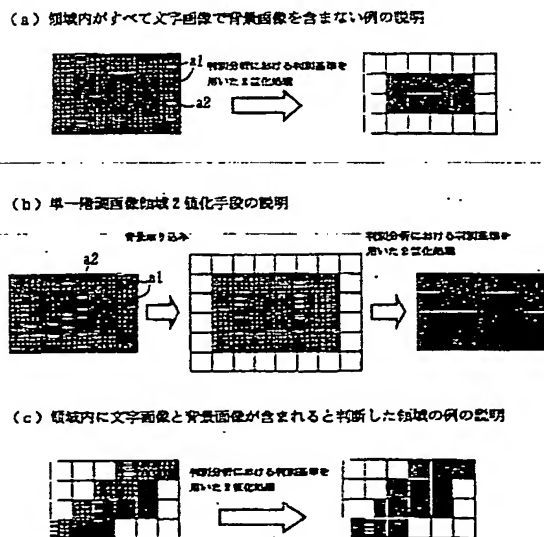 (a) 領域内がすべて文字画像で背景画像を含まない例の説明
a1
判別分析における判別基準を
用いた2値化処理
a2
(b) 単一階調画像領域2値化手段の説明
背景取り込み
判別分析における判別基準を
用いた2値化処理
a2
a1
(c) 領域内に文字画像と背景画像が含まれると判断した領域の例の説明
判別分析における判別基準を
用いた2値化処理